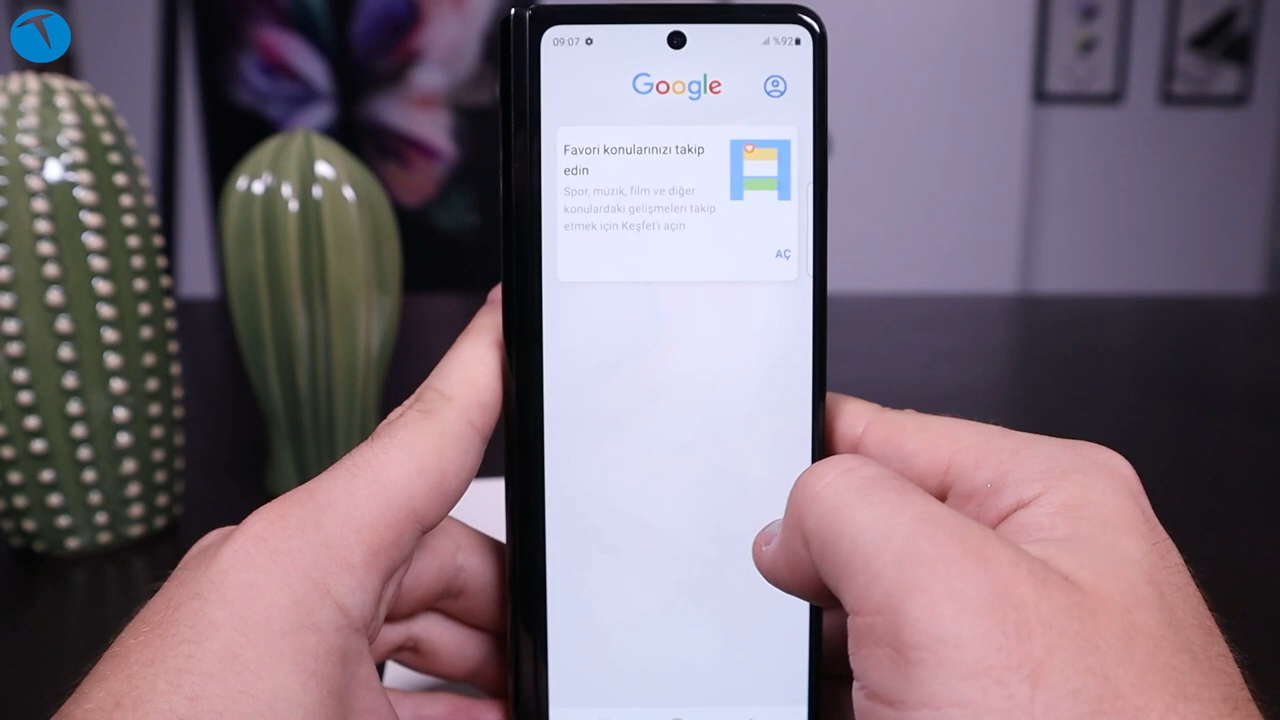 09:07
%92
Google
Favori konularınızı takip
edin
Spor, müzik, film ve diğer
konulardaki gelişmeleri takip
etmek için Keşfet'i açın
AÇ